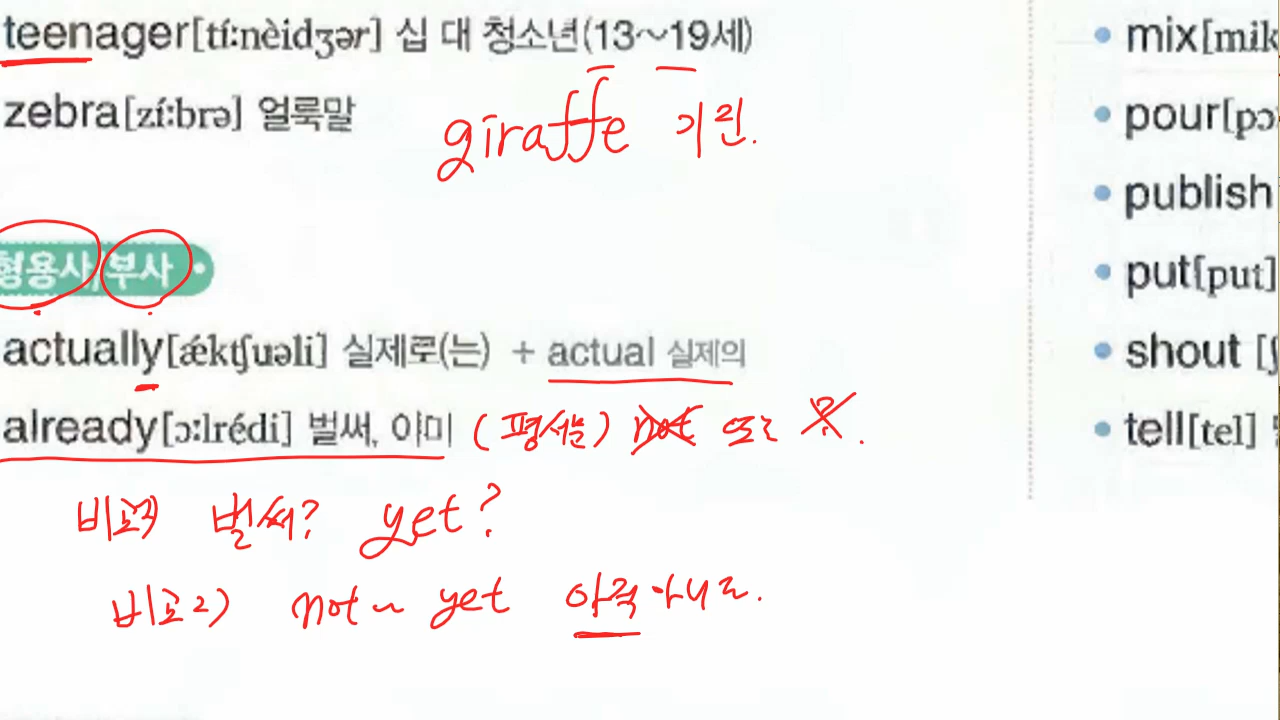 teenager[tíːnèidʒər] 십 대 청소년(13~19세)
zebra[zíːbrə] 얼룩말
giraffe 기린.
형용사, 부사
actually[ǽktʃuəli] 실제로(는) + actual 실제의
already[ɔːlrédi] 벌써, 이미 (평서문) not 또는 ?.
비교1) 벌써? yet?
비교2) not ~ yet 아직 아니
mix[mik
pour[pɔ
publish
put[put]
shout [ʃ
tell[tel]